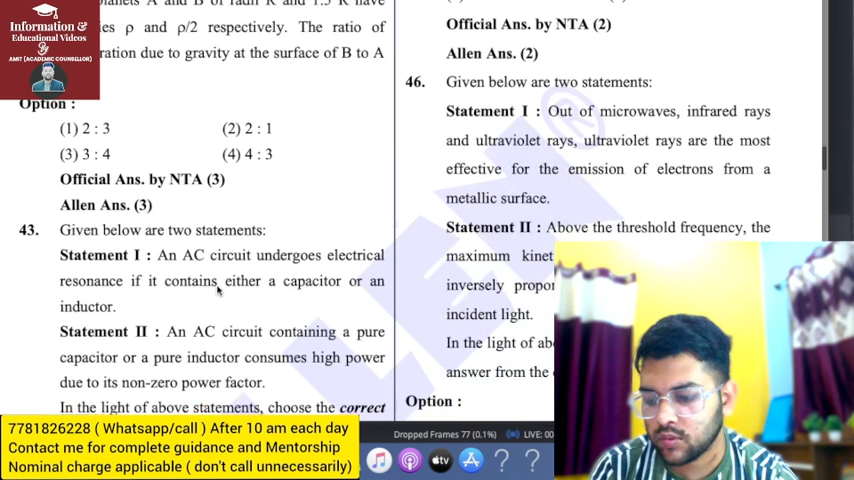 Information &
Educational Videos
BY
AMIT (ACADEMIC COUNSELLOR)
planets A and B of radii R and 1.5 R have
ies ρ and ρ/2 respectively. The ratio of
ration due to gravity at the surface of B to A
Option :
(1) 2 : 3
(2) 2 : 1
(3) 3 : 4
(4) 4 : 3
Official Ans. by NTA (3)
Allen Ans. (3)
43. Given below are two statements:
Statement I : An AC circuit undergoes electrical
resonance if it contains either a capacitor or an
inductor.
Statement II : An AC circuit containing a pure
capacitor or a pure inductor consumes high power
due to its non-zero power factor.
In the light of above statements, choose the correct
Official Ans. by NTA (2)
Allen Ans. (2)
46. Given below are two statements:
Statement I : Out of microwaves, infrared rays
and ultraviolet rays, ultraviolet rays are the most
effective for the emission of electrons from a
metallic surface.
Statement II : Above the threshold frequency, the
maximum kinet
inversely propor
incident light.
In the light of ab
answer from the
Option :
LLEN®
7781826228 ( Whatsapp/call ) After 10 am each day
Contact me for complete guidance and Mentorship
Nominal charge applicable ( don't call unnecessarily)
Dropped Frames 77 (0.1%)
LIVE: 00
tv